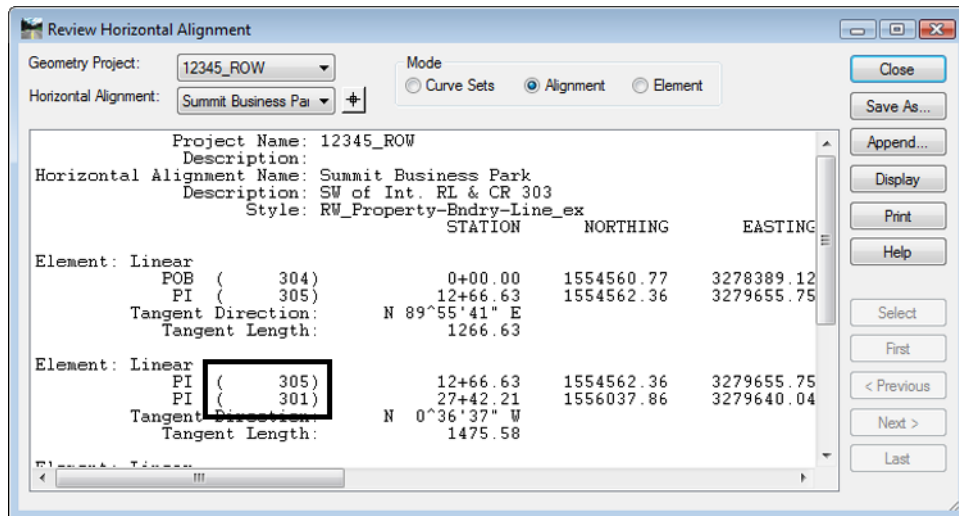 Review Horizontal Alignment
Geometry Project: 12345_ROW
Horizontal Alignment: Summit Business Par
Mode
Curve Sets Alignment Element
Close
Save As...
Append...
Display
Print
Help
Select
First
< Previous
Next >
Last
Project Name: 12345_ROW
Description:
Horizontal Alignment Name: Summit Business Park
Description: SW of Int. RL & CR 303
Style: RW_Property-Bndry-Line_ex
STATION NORTHING EASTING
Element: Linear
POB ( 304) 0+00.00 1554560.77 3278389.12
PI ( 305) 12+66.63 1554562.36 3279655.75
Tangent Direction: N 89^55'41" E
Tangent Length: 1266.63
Element: Linear
PI ( 305) 12+66.63 1554562.36 3279655.75
PI ( 301) 27+42.21 1556037.86 3279640.04
Tangent Direction: N 0^36'37" W
Tangent Length: 1475.58
Element: Linear